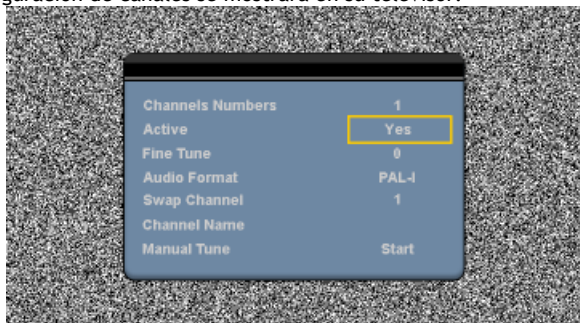 de canales se mostrará en su televisor.
Channels Numbers 1
Active Yes
Fine Tune 0
Audio Format PAL-I
Swap Channel 1
Channel Name
Manual Tune Start